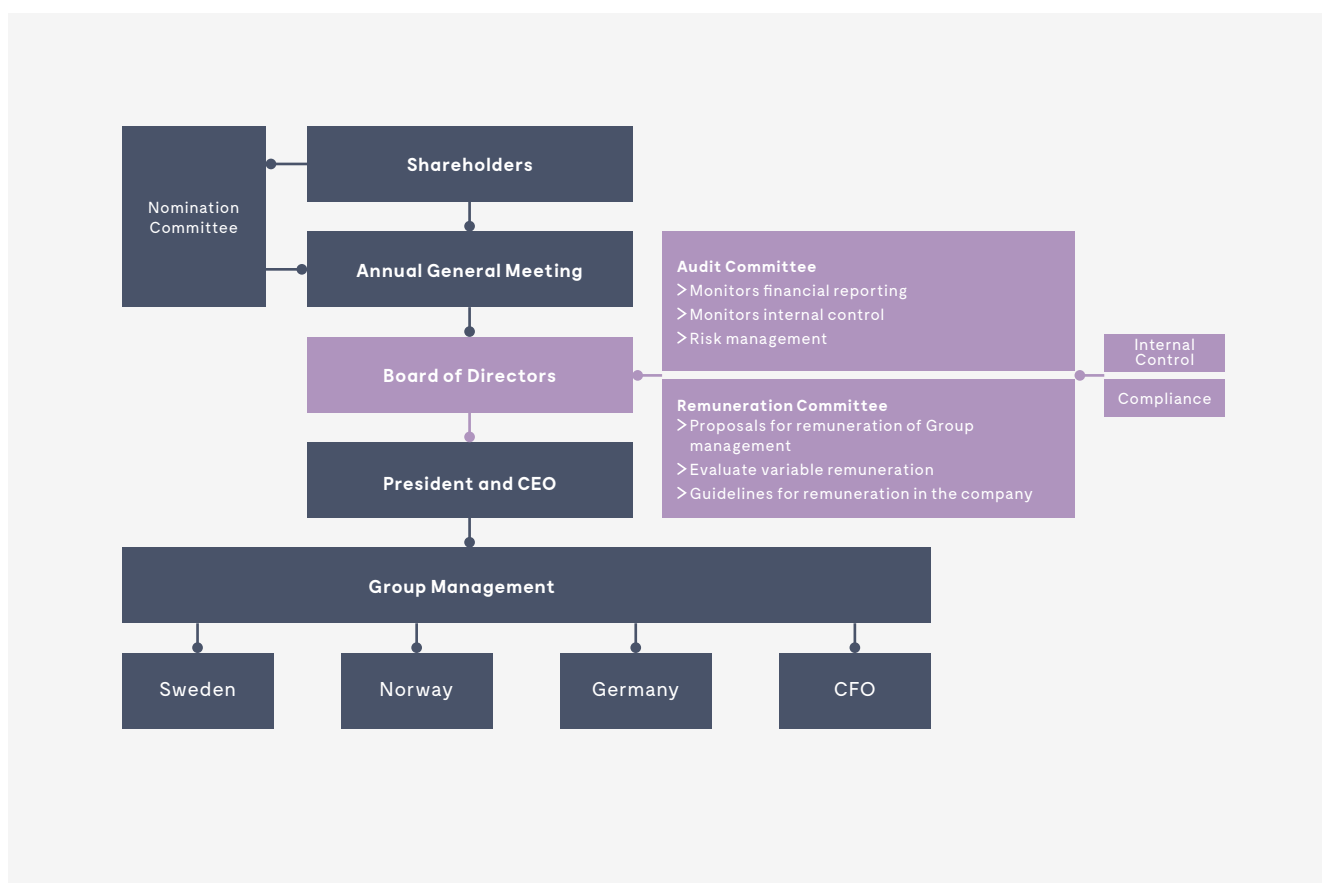 Shareholders
Nomination
Committee
Annual General Meeting
Audit Committee
Monitors financial reporting
Monitors internal control
Risk management
Board of Directors
Internal
Control
Compliance
Remuneration Committee
Proposals for remuneration of Group
management
Evaluate variable remuneration
Guidelines for remuneration in the company
President and CEO
Group Management
Sweden
Norway
Germany
CFO